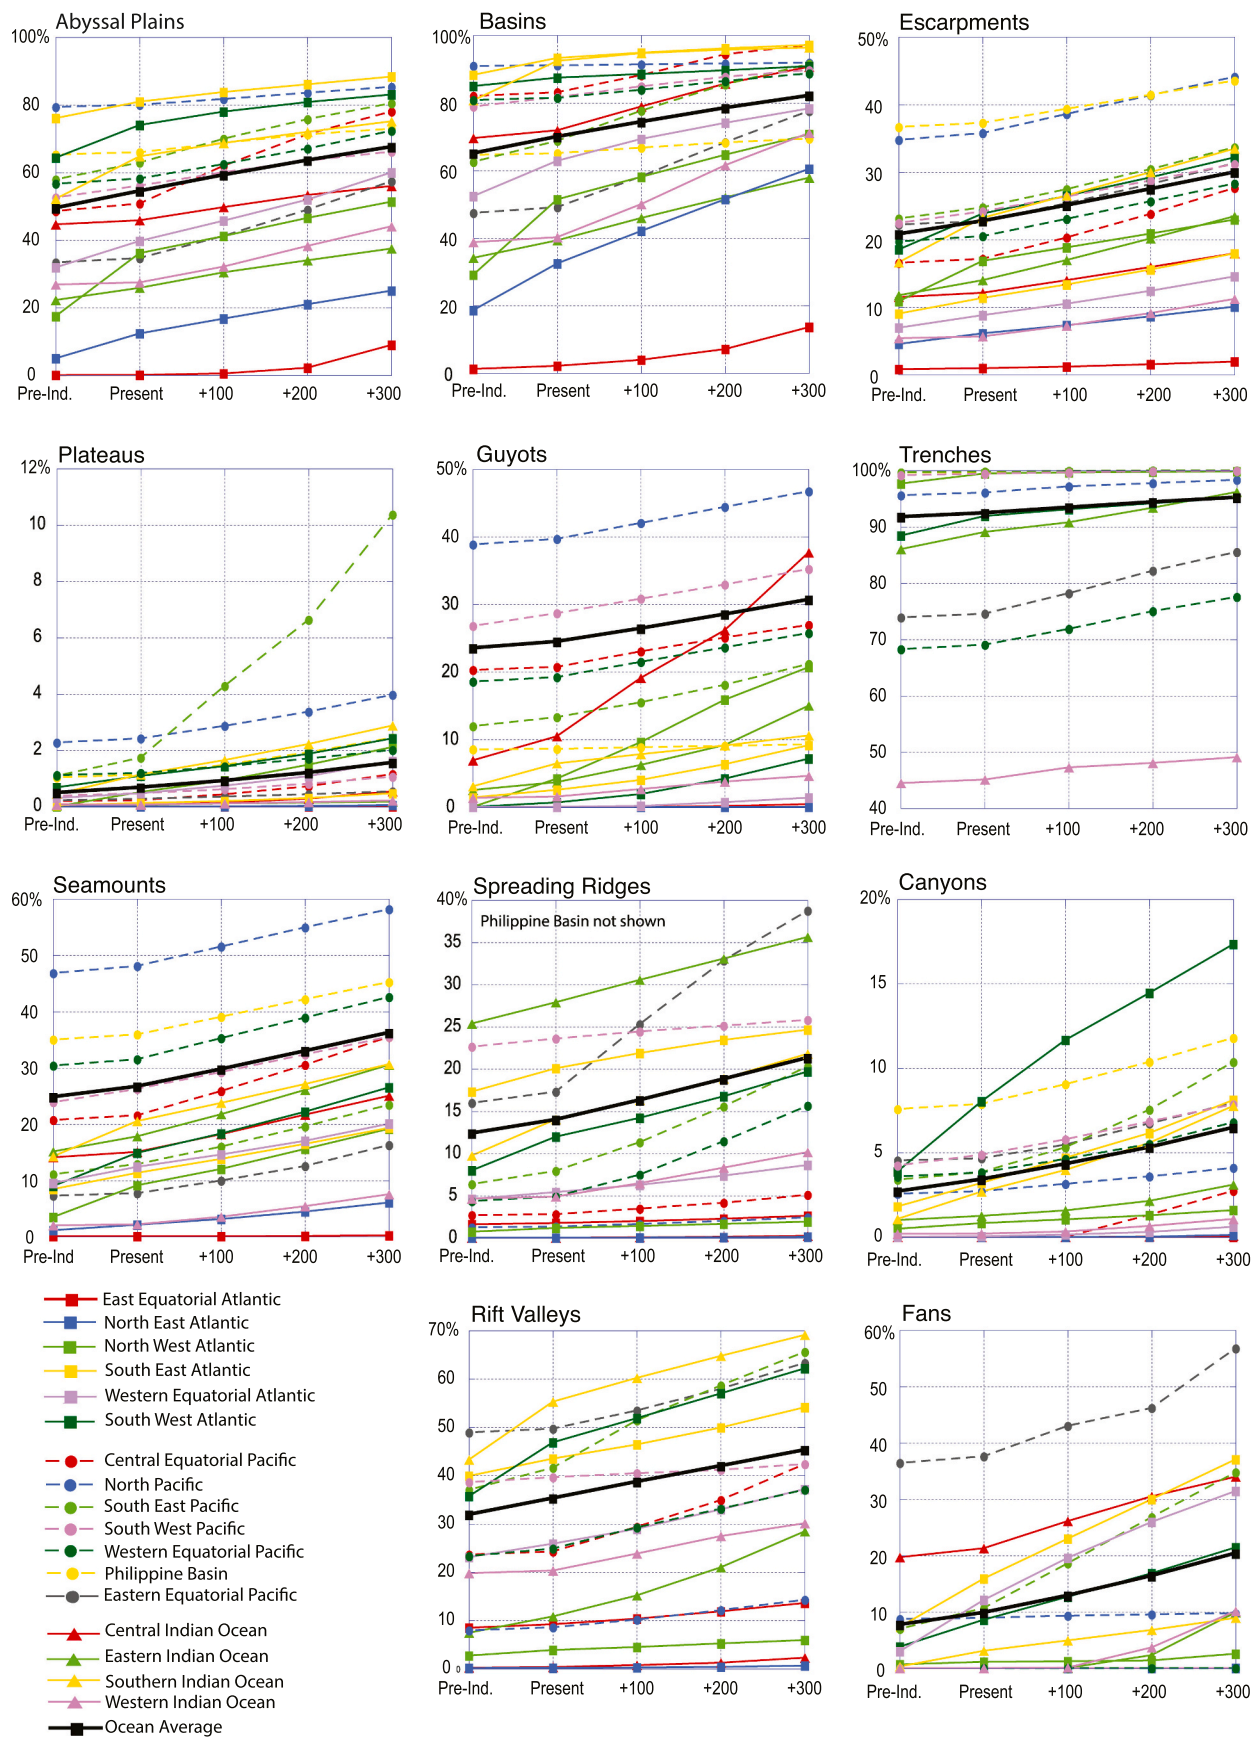 Abyssal Plains
100%
80
60
40
20
0
Pre-Ind. Present +100 +200 +300
Basins
100%
80
60
40
20
0
Pre-Ind. Present +100 +200 +300
Escarpments
50%
40
30
20
10
0
Pre-Ind. Present +100 +200 +300
Plateaus
12%
10
8
6
4
2
0
Pre-Ind. Present +100 +200 +300
Guyots
50%
40
30
20
10
0
Pre-Ind. Present +100 +200 +300
Trenches
100%
90
80
70
60
50
40
Pre-Ind. Present +100 +200 +300
Seamounts
60%
50
40
30
20
10
0
Pre-Ind Present +100 +200 +300
Spreading Ridges
Philippine Basin not shown
40%
35
30
25
20
15
10
5
0
Pre-Ind. Present +100 +200 +300
Canyons
20%
15
10
5
0
Pre-Ind. Present +100 +200 +300
East Equatorial Atlantic
North East Atlantic
North West Atlantic
South East Atlantic
Western Equatorial Atlantic
South West Atlantic
Central Equatorial Pacific
North Pacific
South East Pacific
South West Pacific
Western Equatorial Pacific
Philippine Basin
Eastern Equatorial Pacific
Central Indian Ocean
Eastern Indian Ocean
Southern Indian Ocean
Western Indian Ocean
Ocean Average
Rift Valleys
70%
60
50
40
30
20
10
0 0
Pre-Ind. Present +100 +200 +300
Fans
60%
50
40
30
20
10
0
Pre-Ind. Present +100 +200 +300